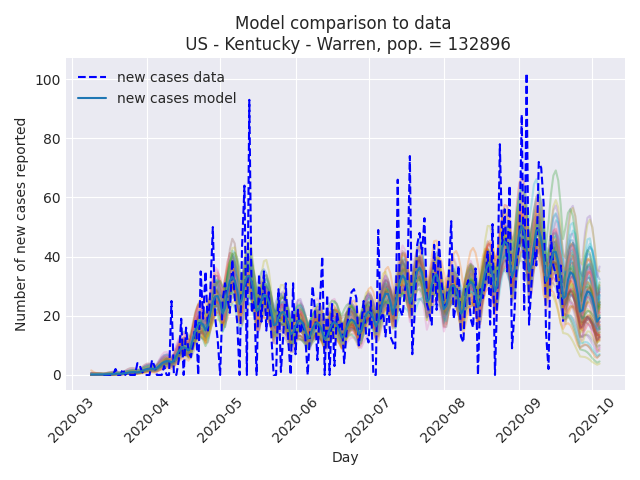 Model comparison to data
US - Kentucky - Warren, pop. = 132896
new cases data
new cases model
Number of new cases reported
100
80
60
40
20
0
2020-03
2020-04
2020-05
2020-06
2020-07
2020-08
2020-09
2020-10
Day